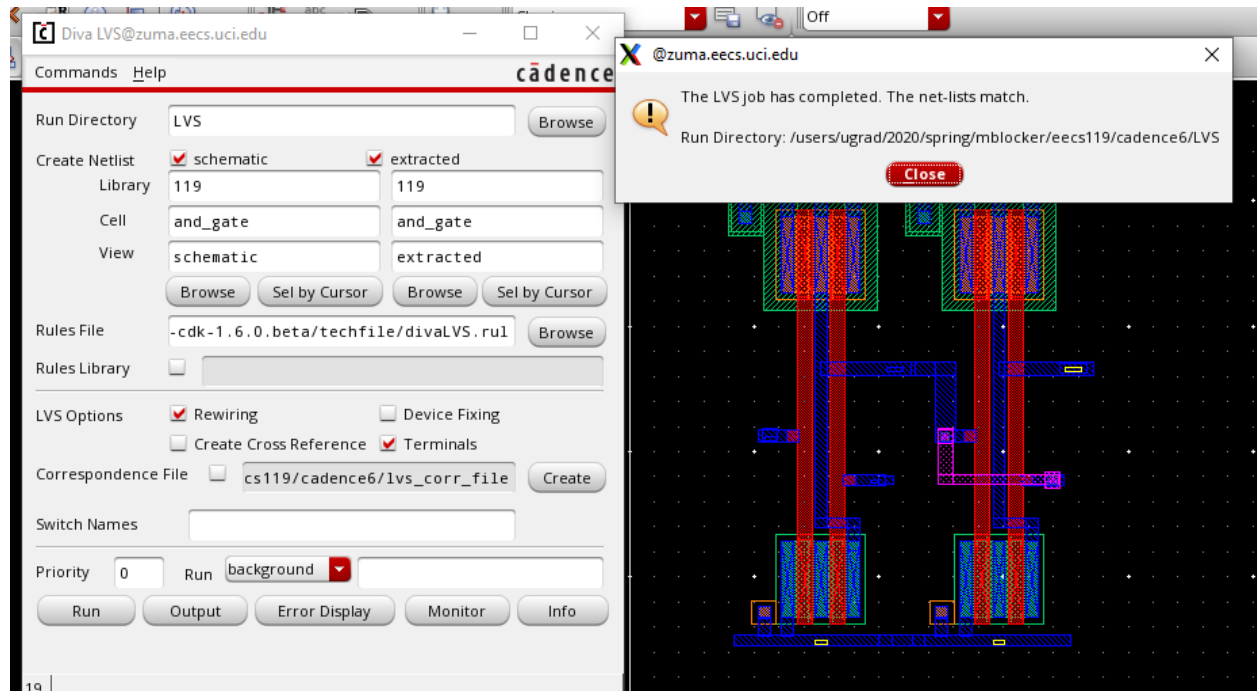 abc
Off
Diva LVS@zuma.eecs.uci.edu
Commands Help
cādence
Run Directory LVS Browse
Create Netlist schematic extracted
Library 119 119
Cell and_gate and_gate
View schematic extracted
Browse Sel by Cursor Browse Sel by Cursor
Rules File -cdk-1.6.0.beta/techfile/divaLVS.rul Browse
Rules Library
LVS Options Rewiring Device Fixing
Create Cross Reference Terminals
Correspondence File cs119/cadence6/lvs_corr_file Create
Switch Names
Priority 0 Run background
Run Output Error Display Monitor Info
19
@zuma.eecs.uci.edu
The LVS job has completed. The net-lists match.
Run Directory: /users/ugrad/2020/spring/mblocker/eecs119/cadence6/LVS
Close